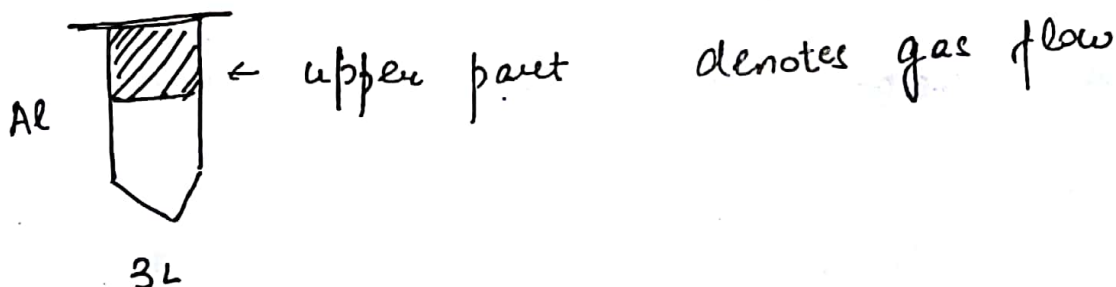 ← upper part denotes gas flow
Al
3L